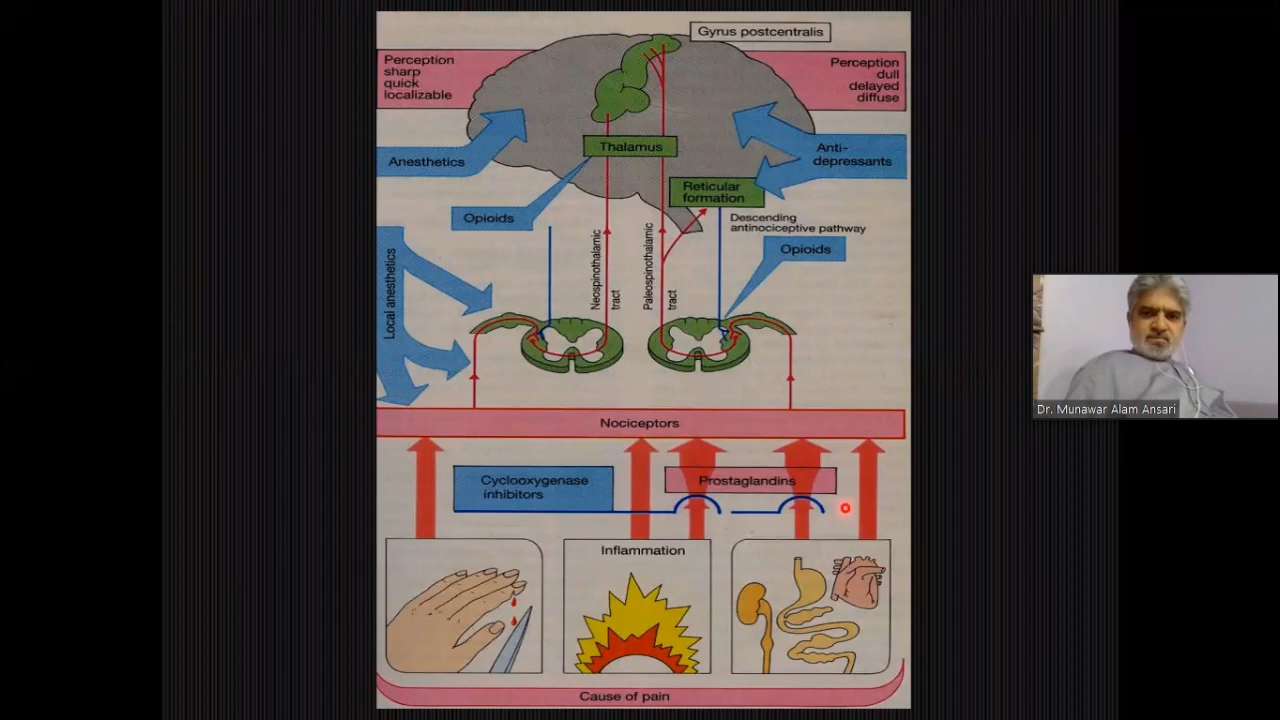 Gyrus postcentralis
Perception
sharp
quick
localizable
Perception
dull
delayed
diffuse
Anesthetics
Thalamus
Anti-
depressants
Reticular
formation
Opioids
Descending
antinociceptive pathway
Opioids
Local anesthetics
Neospinothalamic
tract
Paleospinothalamic
tract
Nociceptors
Cyclooxygenase
inhibitors
Prostaglandins
Inflammation
Cause of pain
Dr. Munawar Alam Ansari